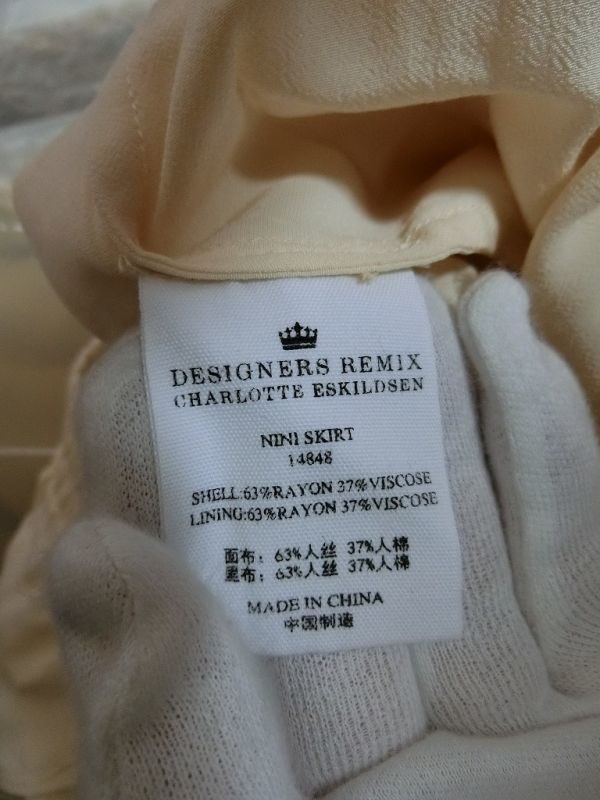 DESIGNERS REMIX
CHARLOTTE ESKILDSEN
NINI SKIRT
14848
SHELL:63%RAYON 37%VISCOSE
LINING:63%RAYON 37%VISCOSE
面布：63%人丝 37%人棉
里布：63%人丝 37%人棉
MADE IN CHINA
中国制造